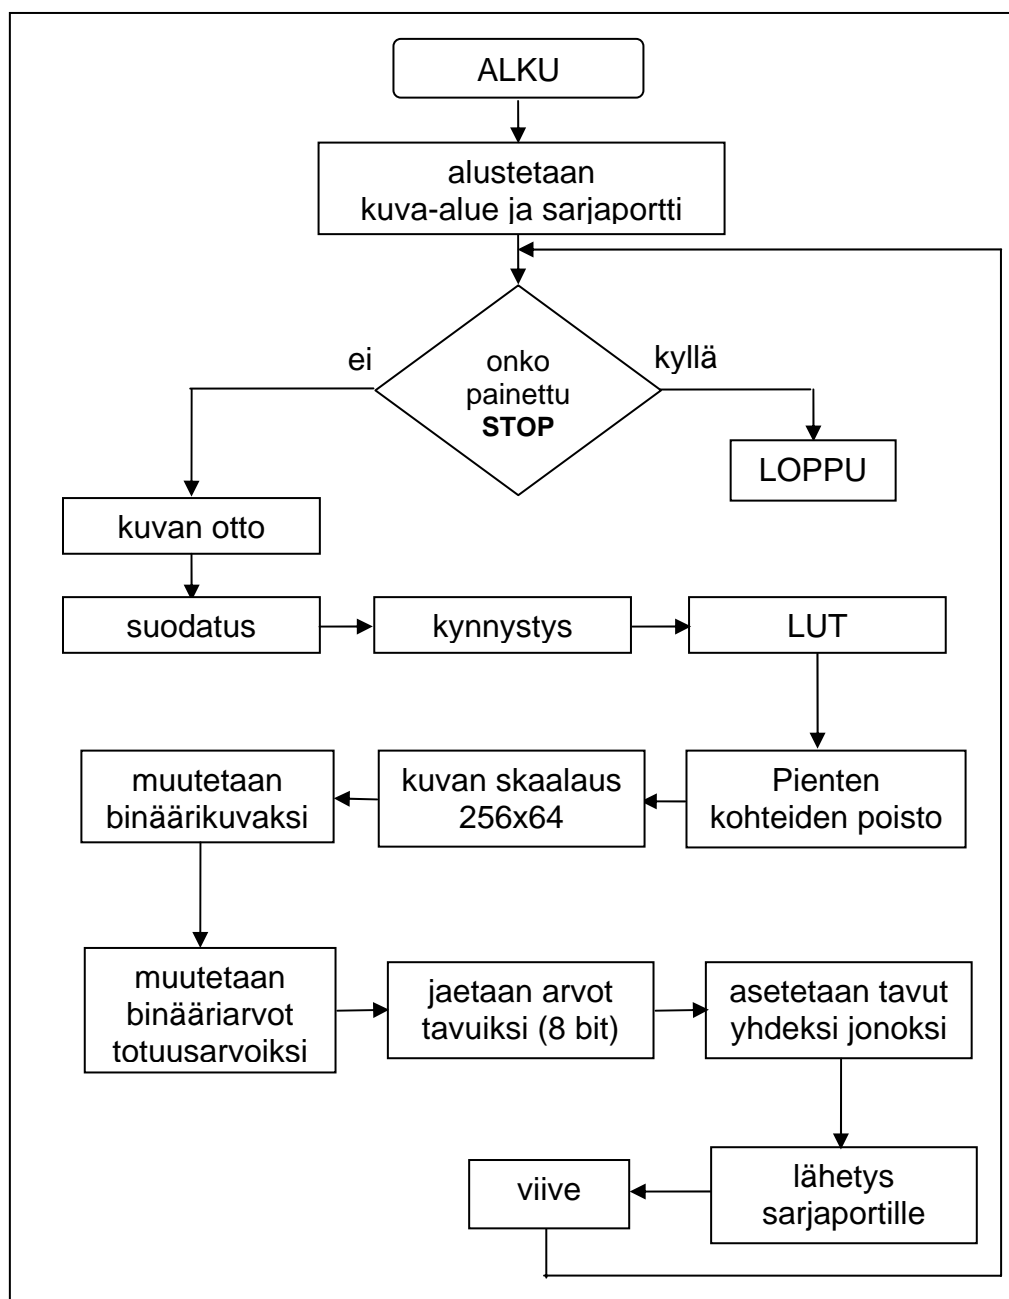 ALKU
alustetaan
kuva-alue ja sarjaportti
ei
onko
painettu
STOP
kyllä
LOPPU
kuvan otto
suodatus
kynnystys
LUT
Pienten
kohteiden poisto
kuvan skaalaus
256x64
muutetaan
binäärikuvaksi
muutetaan
binääriarvot
totuusarvoiksi
jaetaan arvot
tavuiksi (8 bit)
asetetaan tavut
yhdeksi jonoksi
lähetys
sarjaportille
viive